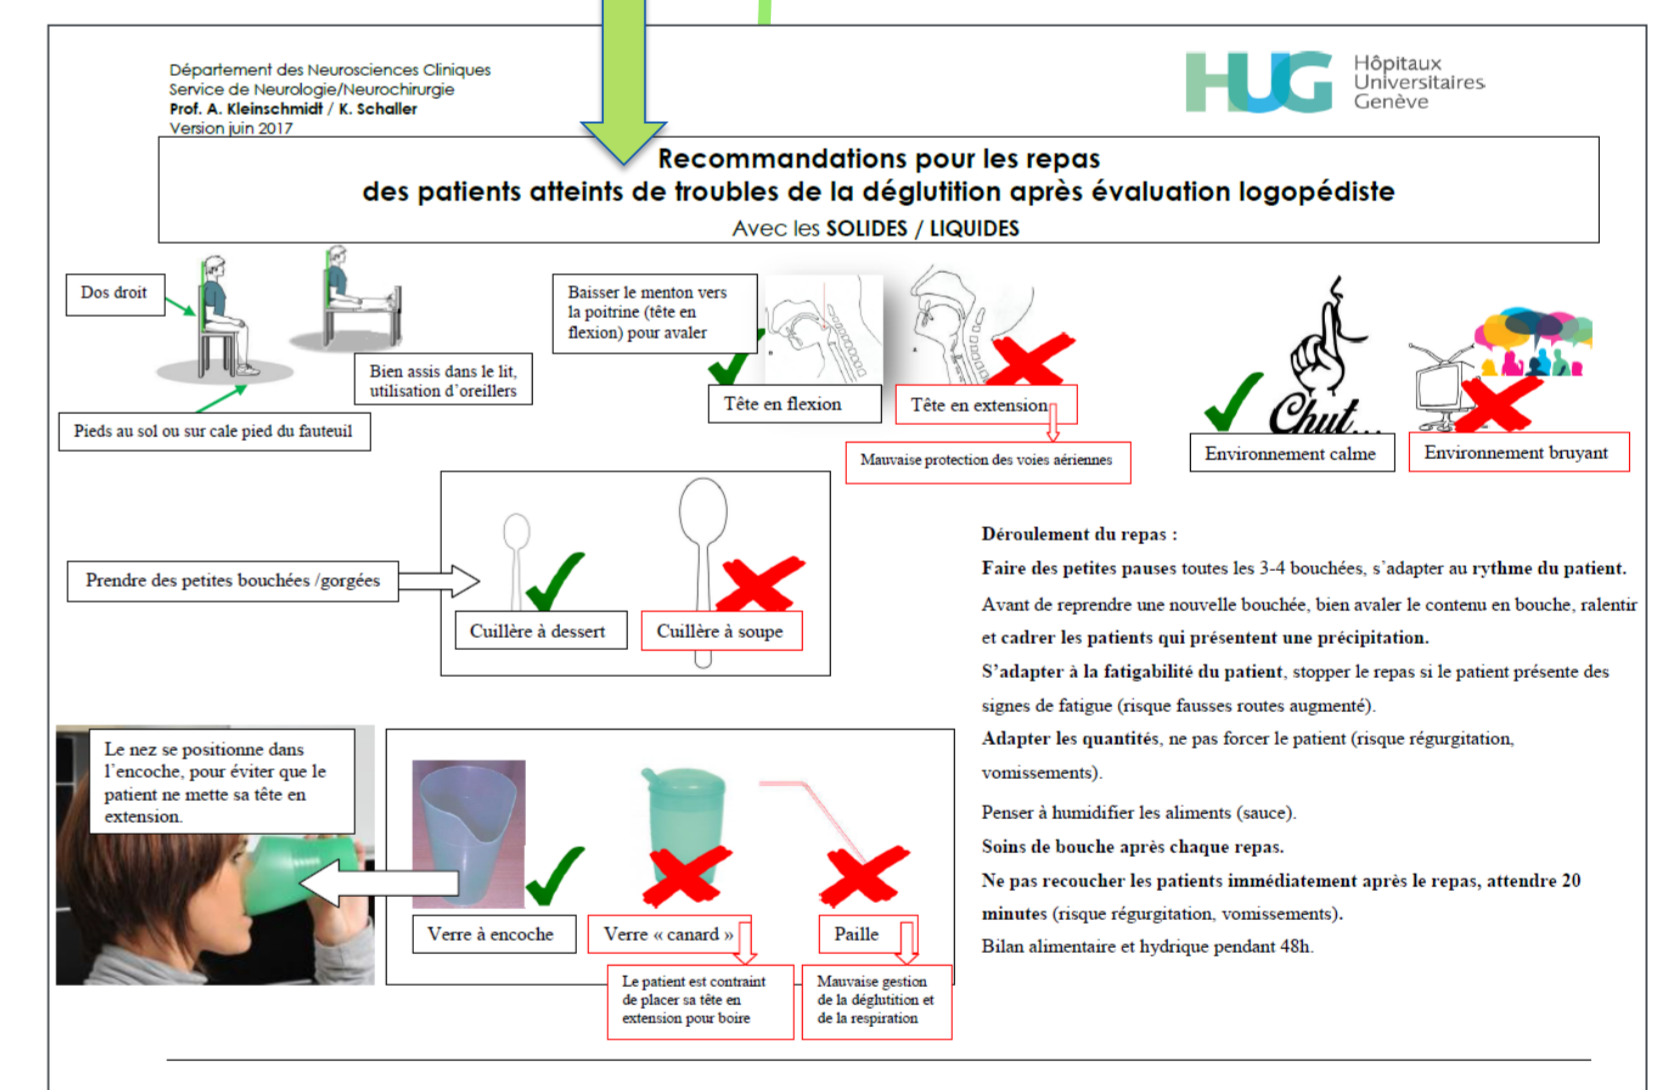 Département des Neurosciences Cliniques
Service de Neurologie/Neurochirurgie
Prof. A. Kleinschmidt / K. Schaller
Version juin 2017
HUG
Hôpitaux
Universitaires
Genève
Recommandations pour les repas
des patients atteints de troubles de la déglutition après évaluation logopédiste
Avec les SOLIDES / LIQUIDES
Dos droit
Bien assis dans le lit,
utilisation d'oreillers
Pieds au sol ou sur cale pied du fauteuil
Baisser le menton vers
la poitrine (tête en
flexion) pour avaler
Tête en flexion
Tête en extension
Mauvaise protection des voies aériennes
Chut...
Environnement calme
Environnement bruyant
Prendre des petites bouchées /gorgées
Cuillère à dessert
Cuillère à soupe
Le nez se positionne dans
l'encoche, pour éviter que le
patient ne mette sa tête en
extension.
Verre à encoche
Verre « canard »
Paille
Le patient est contraint
de placer sa tête en
extension pour boire
Mauvaise gestion
de la déglutition et
de la respiration
Déroulement du repas :
Faire des petites pauses toutes les 3-4 bouchées, s'adapter au rythme du patient.
Avant de reprendre une nouvelle bouchée, bien avaler le contenu en bouche, ralentir
et cadrer les patients qui présentent une précipitation.
S'adapter à la fatigabilité du patient, stopper le repas si le patient présente des
signes de fatigue (risque fausses routes augmenté).
Adapter les quantités, ne pas forcer le patient (risque régurgitation,
vomissements).
Penser à humidifier les aliments (sauce).
Soins de bouche après chaque repas.
Ne pas recoucher les patients immédiatement après le repas, attendre 20
minutes (risque régurgitation, vomissements).
Bilan alimentaire et hydrique pendant 48h.